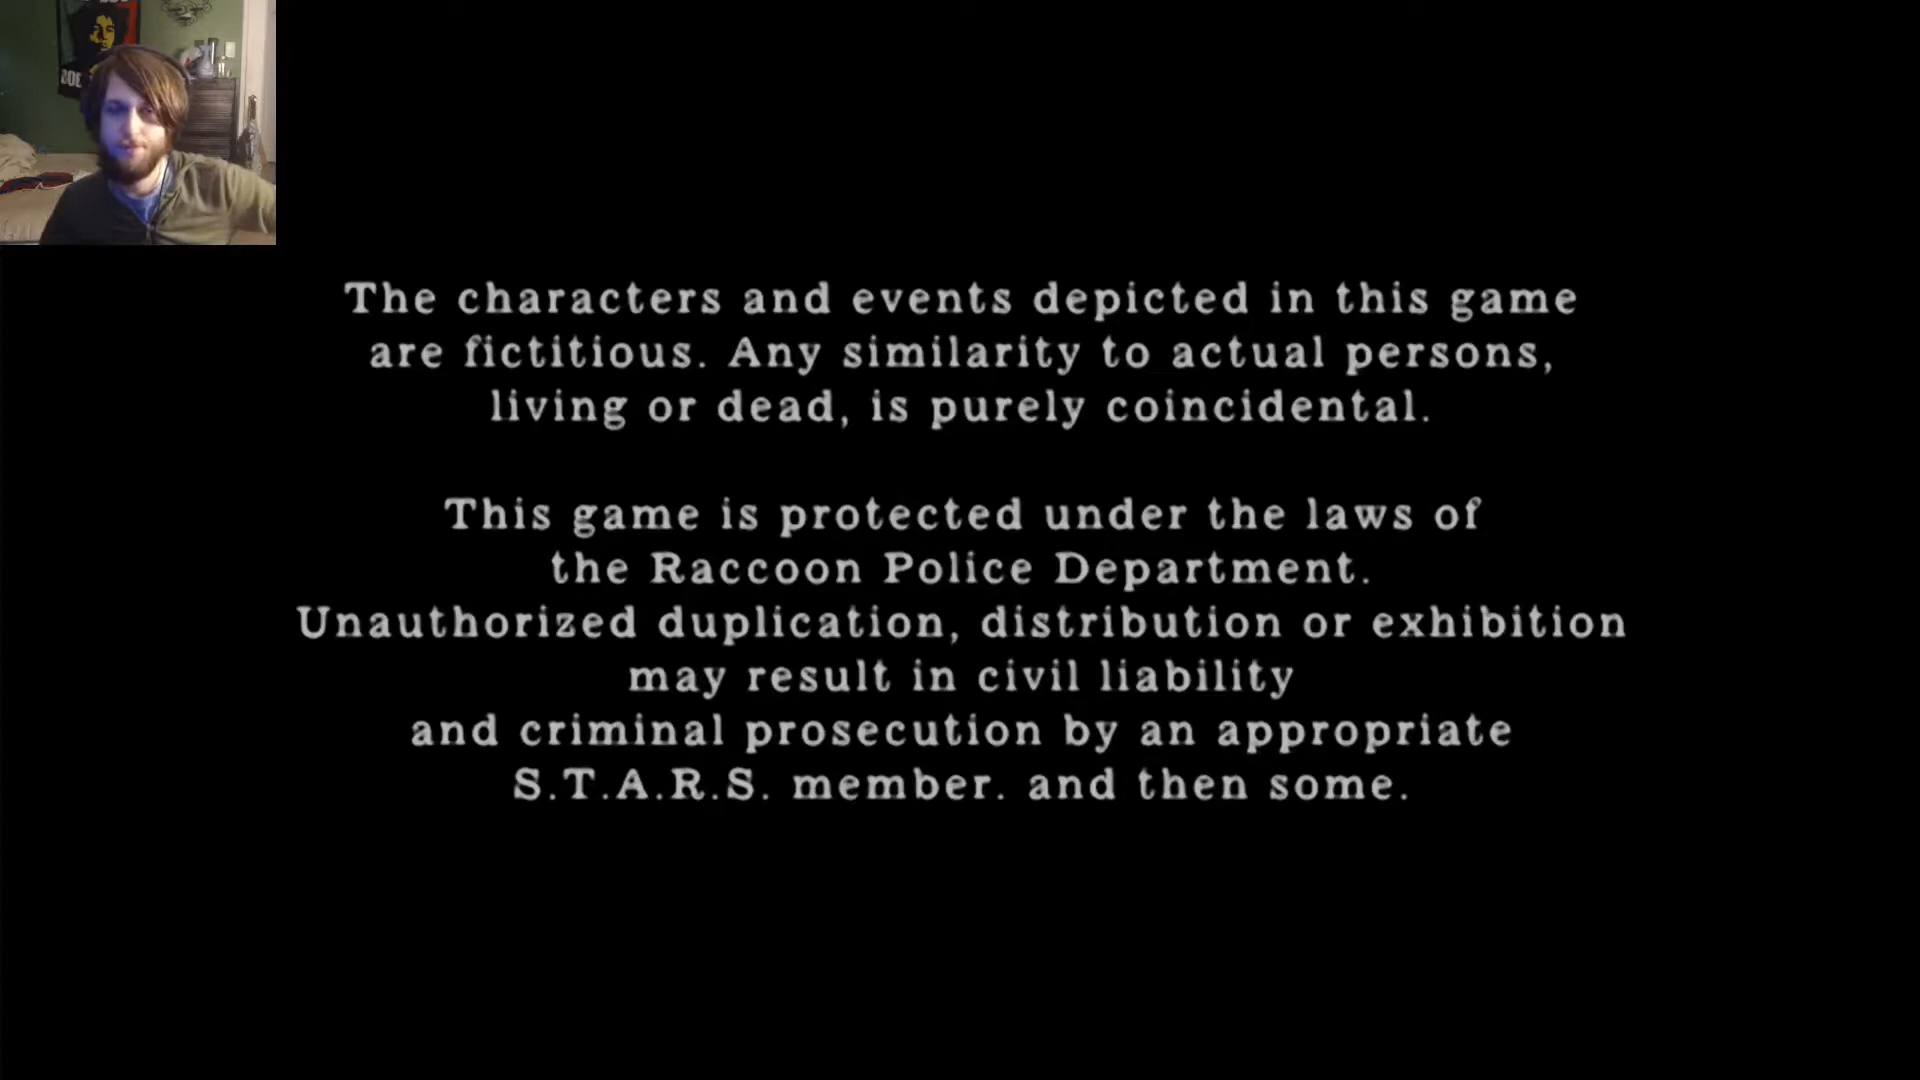 The characters and events depicted in this game
are fictitious. Any similarity to actual persons,
living or dead, is purely coincidental.
This game is protected under the laws of
the Raccoon Police Department.
Unauthorized duplication, distribution or exhibition
may result in civil liability
and criminal prosecution by an appropriate
S.T.A.R.S. member. and then some.